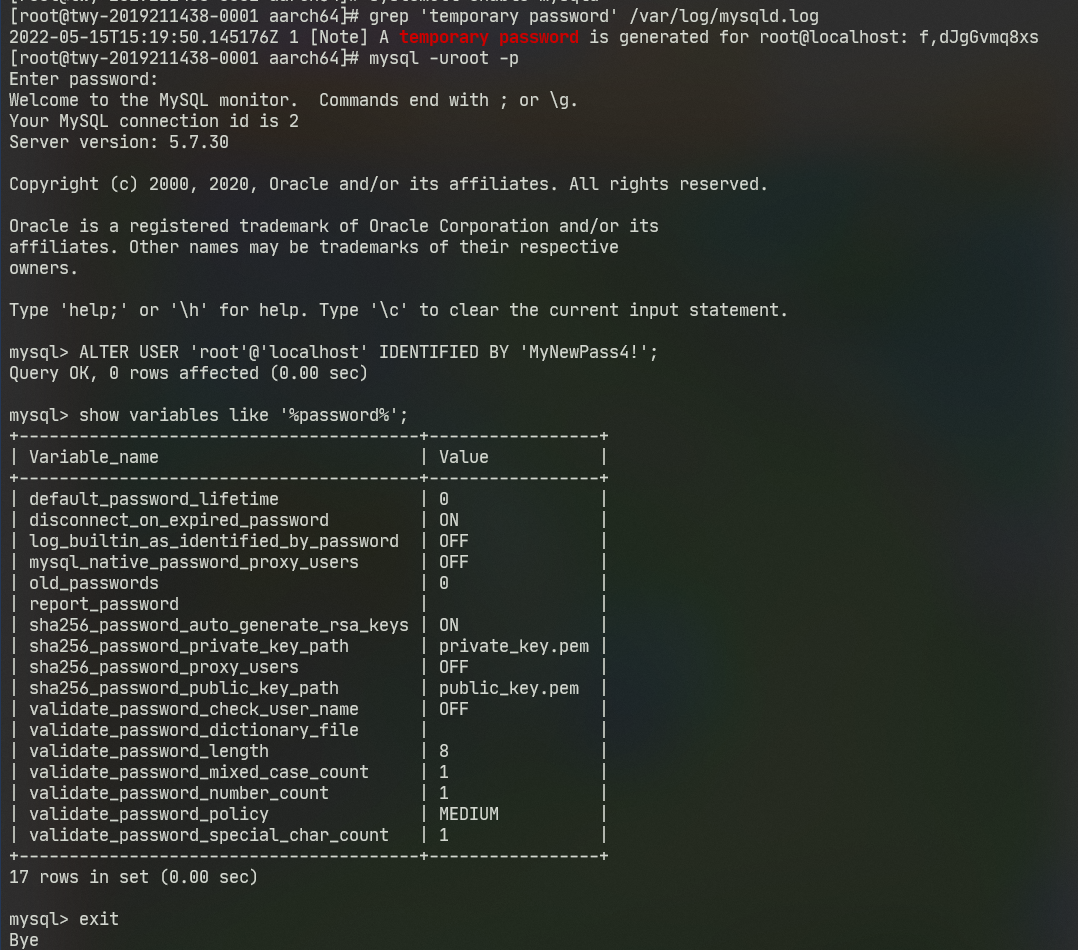 [root@twy-2019211438-0001 aarch64]# grep 'temporary password' /var/log/mysqld.log
2022-05-15T15:19:50.145176Z 1 [Note] A temporary password is generated for root@localhost: f,dJgGvmq8xs
[root@twy-2019211438-0001 aarch64]# mysql -uroot -p
Enter password:
Welcome to the MySQL monitor.  Commands end with ; or \g.
Your MySQL connection id is 2
Server version: 5.7.30
Copyright (c) 2000, 2020, Oracle and/or its affiliates. All rights reserved.
Oracle is a registered trademark of Oracle Corporation and/or its
affiliates. Other names may be trademarks of their respective
owners.
Type 'help;' or '\h' for help. Type '\c' to clear the current input statement.
mysql> ALTER USER 'root'@'localhost' IDENTIFIED BY 'MyNewPass4!';
Query OK, 0 rows affected (0.00 sec)
mysql> show variables like '%password%';
+----------------------------------------+-----------------+
| Variable_name                          | Value           |
+----------------------------------------+-----------------+
| default_password_lifetime              | 0               |
| disconnect_on_expired_password         | ON              |
| log_builtin_as_identified_by_password  | OFF             |
| mysql_native_password_proxy_users      | OFF             |
| old_passwords                          | 0               |
| report_password                        |                 |
| sha256_password_auto_generate_rsa_keys | ON              |
| sha256_password_private_key_path       | private_key.pem |
| sha256_password_proxy_users            | OFF             |
| sha256_password_public_key_path        | public_key.pem  |
| validate_password_check_user_name      | OFF             |
| validate_password_dictionary_file      |                 |
| validate_password_length               | 8               |
| validate_password_mixed_case_count     | 1               |
| validate_password_number_count         | 1               |
| validate_password_policy               | MEDIUM          |
| validate_password_special_char_count   | 1               |
+----------------------------------------+-----------------+
17 rows in set (0.00 sec)
mysql> exit
Bye